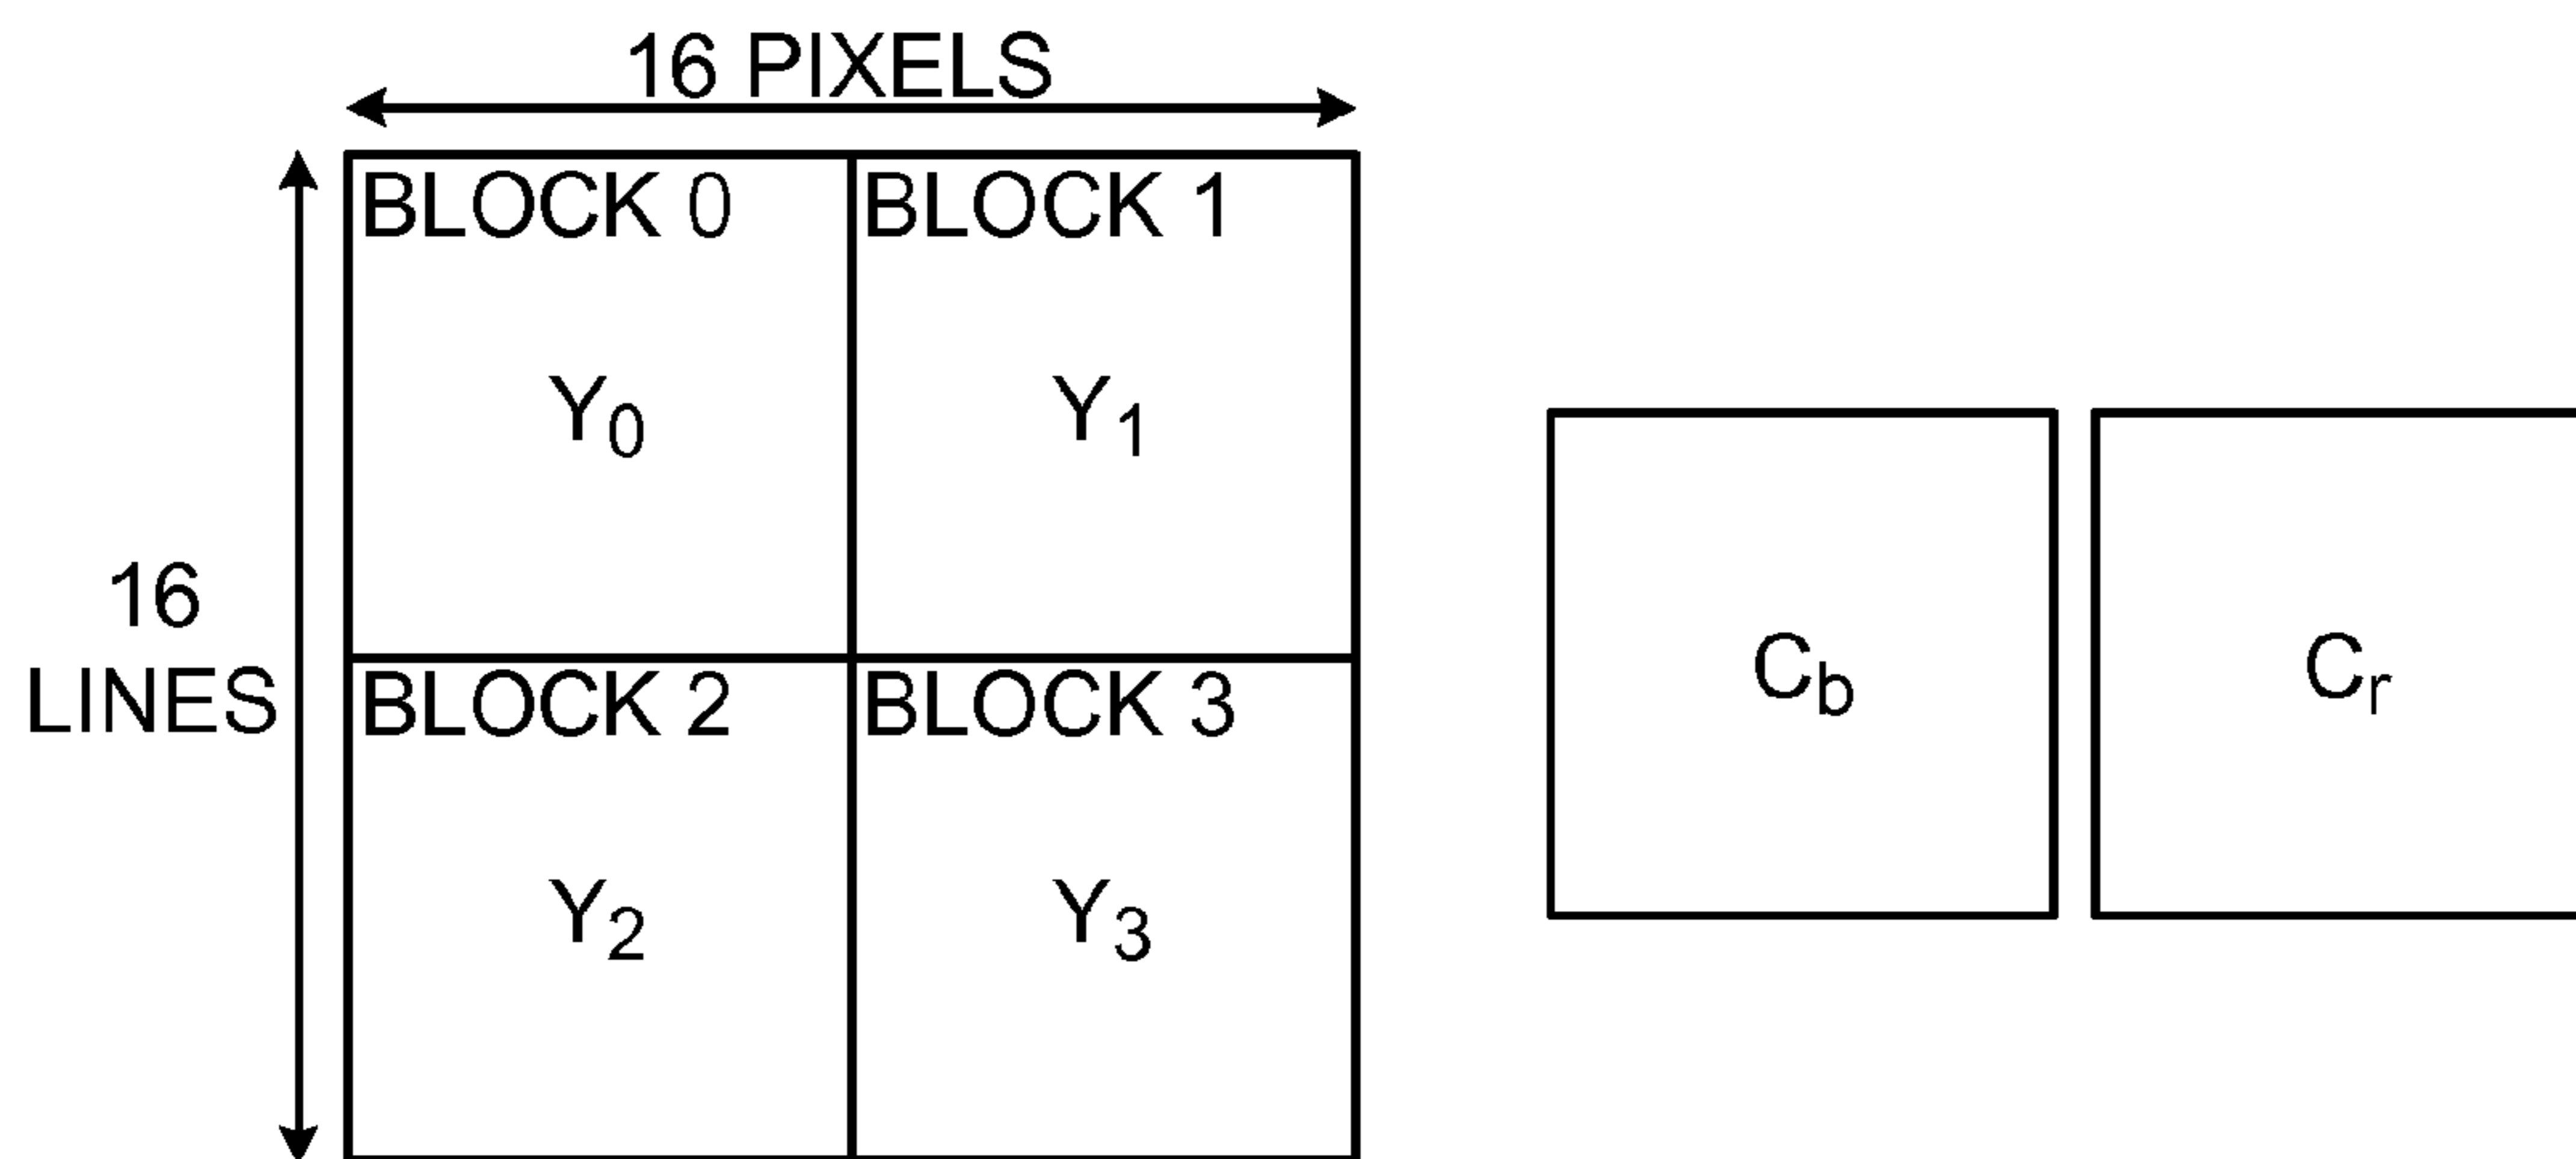 16 PIXELS
BLOCK 0
BLOCK 1
Y0
Y1
16
LINES
BLOCK 2
BLOCK 3
Y2
Y3
Cb
Cr